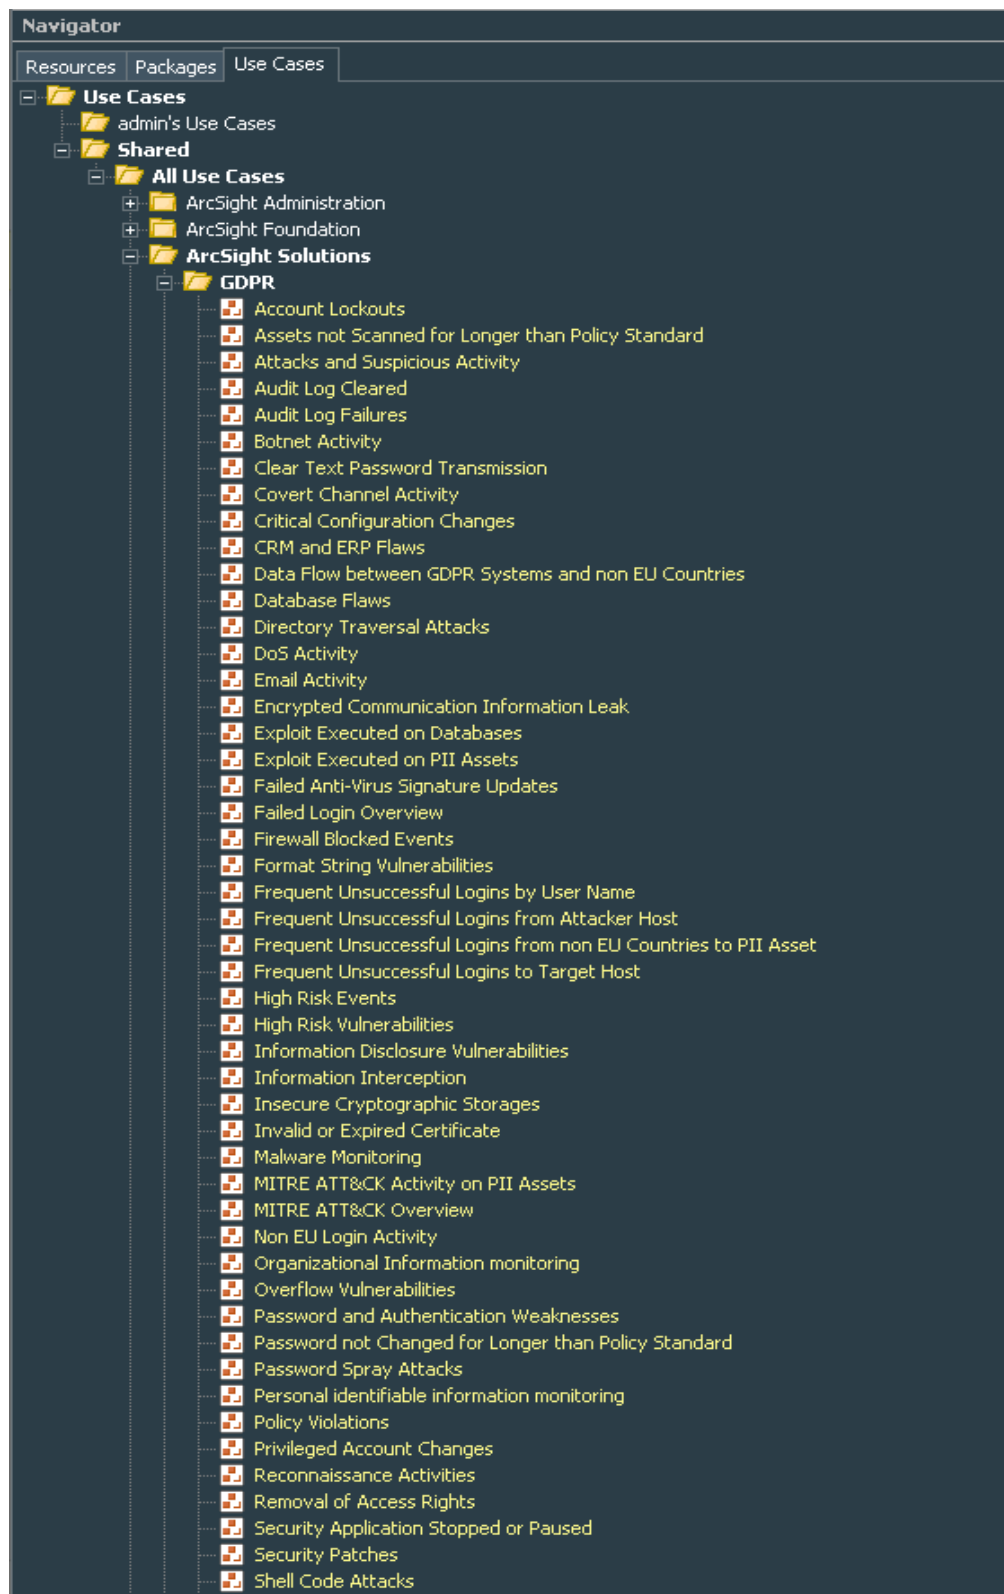 Navigator
Resources Packages Use Cases
Use Cases
admin's Use Cases
Shared
All Use Cases
ArcSight Administration
ArcSight Foundation
ArcSight Solutions
GDPR
Account Lockouts
Assets not Scanned for Longer than Policy Standard
Attacks and Suspicious Activity
Audit Log Cleared
Audit Log Failures
Botnet Activity
Clear Text Password Transmission
Covert Channel Activity
Critical Configuration Changes
CRM and ERP Flaws
Data Flow between GDPR Systems and non EU Countries
Database Flaws
Directory Traversal Attacks
DoS Activity
Email Activity
Encrypted Communication Information Leak
Exploit Executed on Databases
Exploit Executed on PII Assets
Failed Anti-Virus Signature Updates
Failed Login Overview
Firewall Blocked Events
Format String Vulnerabilities
Frequent Unsuccessful Logins by User Name
Frequent Unsuccessful Logins from Attacker Host
Frequent Unsuccessful Logins from non EU Countries to PII Asset
Frequent Unsuccessful Logins to Target Host
High Risk Events
High Risk Vulnerabilities
Information Disclosure Vulnerabilities
Information Interception
Insecure Cryptographic Storages
Invalid or Expired Certificate
Malware Monitoring
MITRE ATT&CK Activity on PII Assets
MITRE ATT&CK Overview
Non EU Login Activity
Organizational Information monitoring
Overflow Vulnerabilities
Password and Authentication Weaknesses
Password not Changed for Longer than Policy Standard
Password Spray Attacks
Personal identifiable information monitoring
Policy Violations
Privileged Account Changes
Reconnaissance Activities
Removal of Access Rights
Security Application Stopped or Paused
Security Patches
Shell Code Attacks